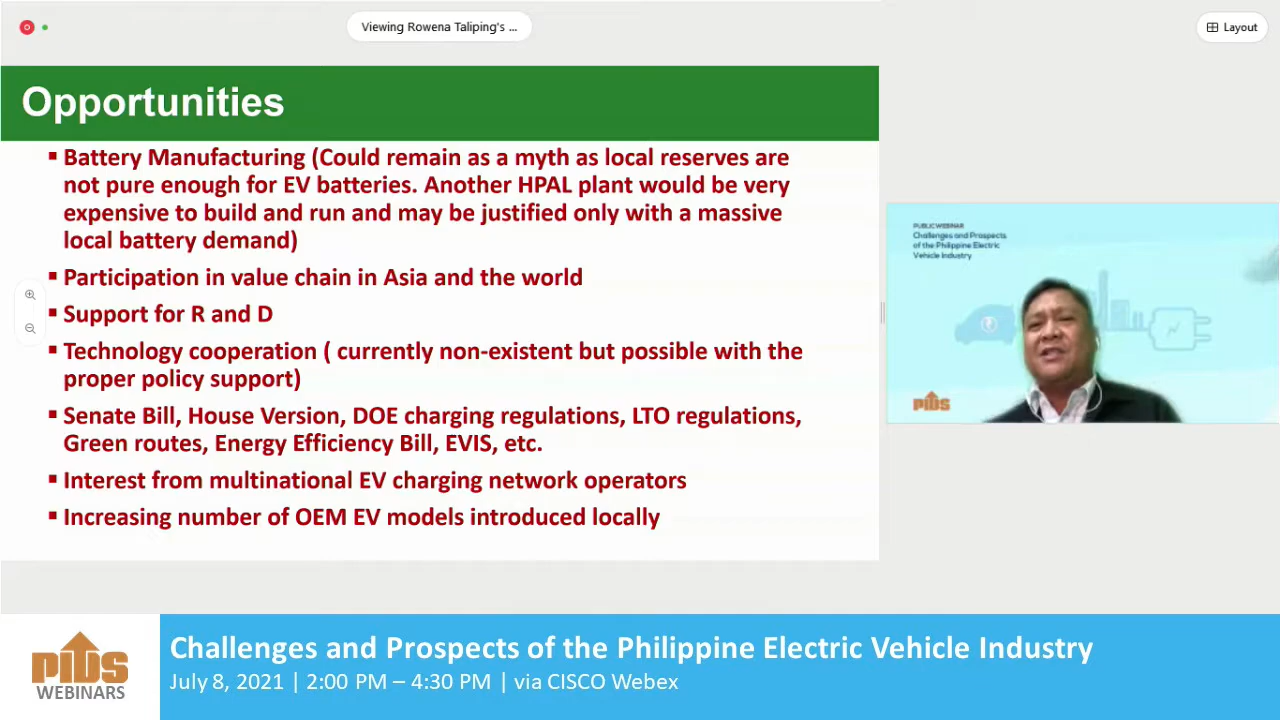 Viewing Rowena Taliping's ...
Layout
Opportunities
▪ Battery Manufacturing (Could remain as a myth as local reserves are
not pure enough for EV batteries. Another HPAL plant would be very
expensive to build and run and may be justified only with a massive
local battery demand)
▪ Participation in value chain in Asia and the world
▪ Support for R and D
▪ Technology cooperation ( currently non-existent but possible with the
proper policy support)
▪ Senate Bill, House Version, DOE charging regulations, LTO regulations,
Green routes, Energy Efficiency Bill, EVIS, etc.
▪ Interest from multinational EV charging network operators
▪ Increasing number of OEM EV models introduced locally
PUBLIC WEBINAR
Challenges and Prospects
of the Philippine Electric
Vehicle Industry
PIDS
PIDS
WEBINARS
Challenges and Prospects of the Philippine Electric Vehicle Industry
July 8, 2021 | 2:00 PM – 4:30 PM | via CISCO Webex